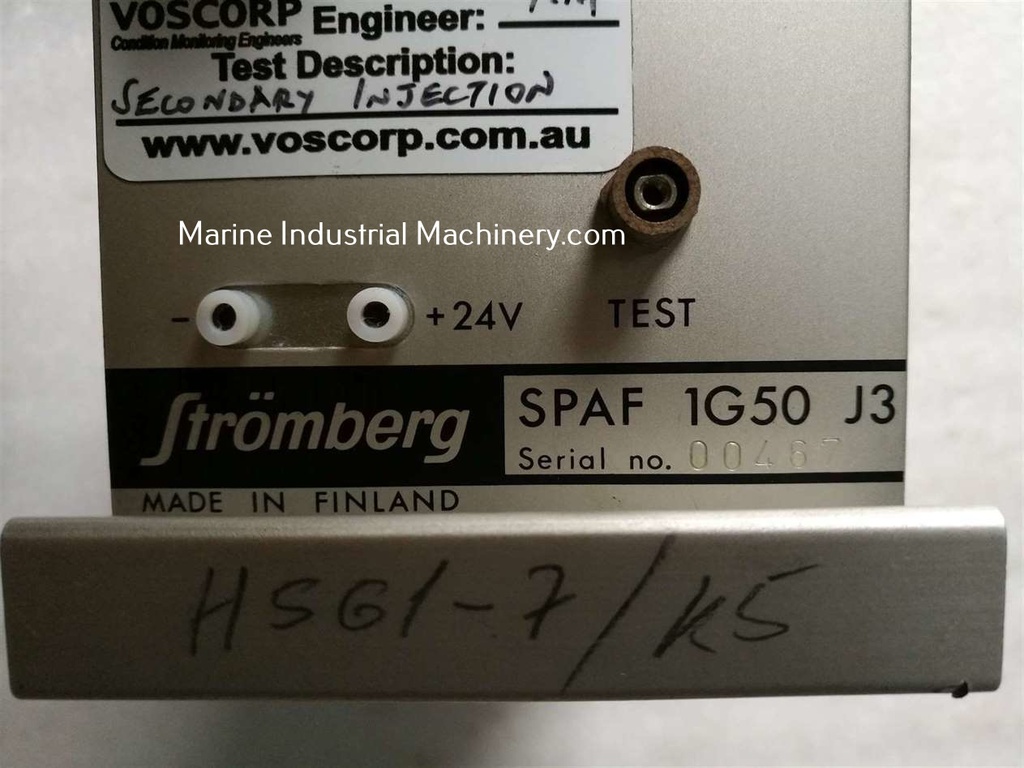 VOSCORP Engineer:
Condition Monitoring Engineers
Test Description:
SECONDARY INJECTION
www.voscorp.com.au
Marine Industrial Machinery.com
- +24V TEST
Strömberg SPAF 1G50 J3
Serial no. 00467
MADE IN FINLAND
HSG1-7/K5